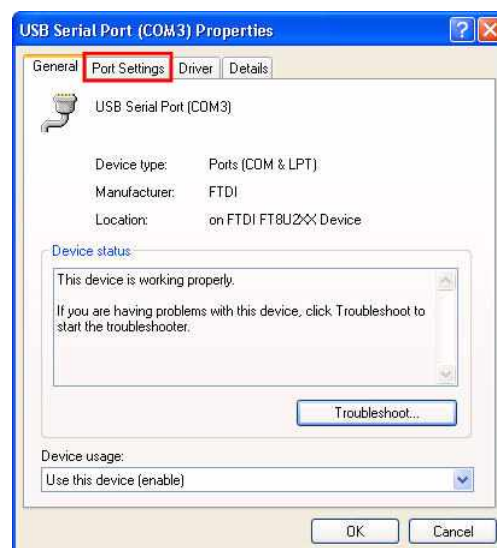 USB Serial Port (COM3) Properties
General Port Settings Driver Details
USB Serial Port (COM3)
Device type: Ports (COM & LPT)
Manufacturer: FTDI
Location: on FTDI FT8U2XX Device
Device status
This device is working properly.
If you are having problems with this device, click Troubleshoot to
start the troubleshooter.
Troubleshoot...
Device usage:
Use this device (enable)
OK Cancel